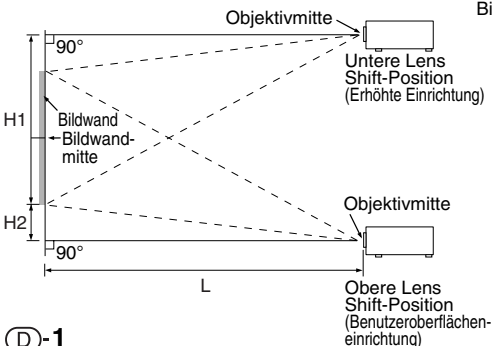 Bi
Objektivmitte
90°
Untere Lens
Shift-Position
(Erhöhte Einrichtung)
H1
Bildwand
Bildwand-
mitte
H2
Objektivmitte
90°
L
Obere Lens
Shift-Position
(Benutzeroberflächen-
einrichtung)
D-1